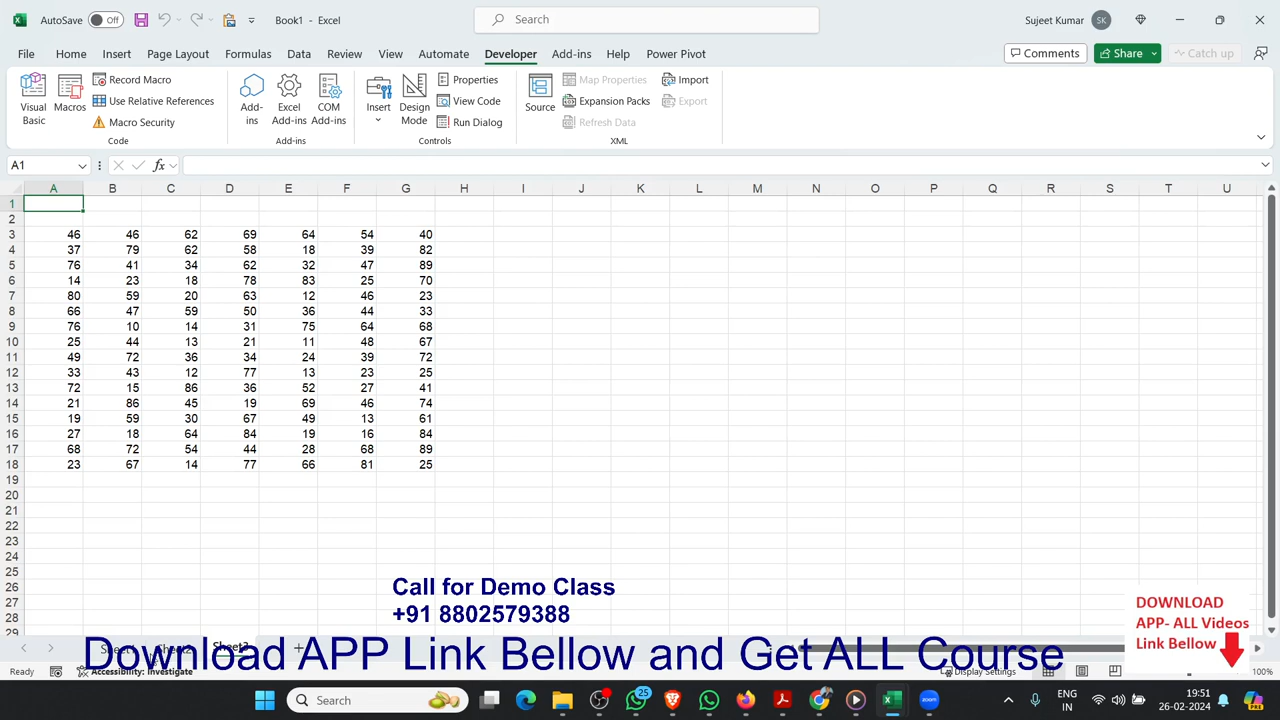 AutoSave Off Book1 - Excel Search Sujeet Kumar SK
File Home Insert Page Layout Formulas Data Review View Automate Developer Add-ins Help Power Pivot Comments Share Catch up
Visual Basic Macros Record Macro Use Relative References Macro Security Add-ins Excel Add-ins COM Add-ins Insert Design Mode Properties View Code Run Dialog Source Map Properties Expansion Packs Refresh Data Import Export
Code Add-ins Controls XML
A1 fx
A B C D E F G H I J K L M N O P Q R S T U
1
2
3 46 46 62 69 64 54 40
4 37 79 62 58 18 39 82
5 76 41 34 62 32 47 89
6 14 23 18 78 83 25 70
7 80 59 20 63 12 46 23
8 66 47 59 50 36 44 33
9 76 10 14 31 75 64 68
10 25 44 13 21 11 48 67
11 49 72 36 34 24 39 72
12 33 43 12 77 13 23 25
13 72 15 86 36 52 27 41
14 21 86 45 19 69 46 74
15 19 59 30 67 49 13 61
16 27 18 64 84 19 16 84
17 68 72 54 44 28 68 89
18 23 67 14 77 66 81 25
19
20
21
22
23
24
25
26
27
28
29
Call for Demo Class
+91 8802579388
DOWNLOAD
APP- ALL Videos
Link Bellow
Download APP Link Bellow and Get ALL Course
Ready Accessibility: Investigate Display Settings 100%
Search 25 ENG IN 19:51 26-02-2024